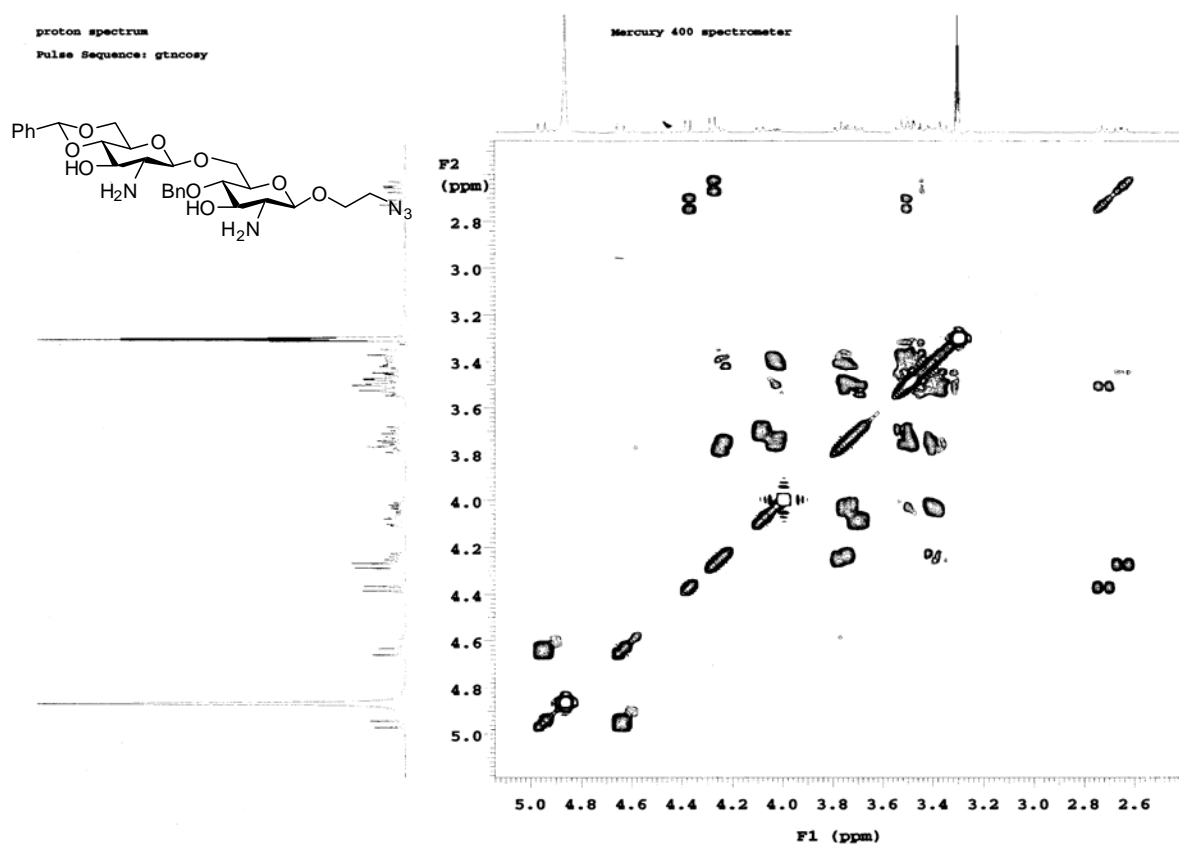 proton spectrum
Pulse Sequence: gtncosy
Mercury 400 spectrometer
Ph
O
O
O
HO
NH2
O
O
BnO
HO
H2N
O
O
N3
F2
(ppm)
2.8
3.0
3.2
3.4
3.6
3.8
4.0
4.2
4.4
4.6
4.8
5.0
5.0 4.8 4.6 4.4 4.2 4.0 3.8 3.6 3.4 3.2 3.0 2.8 2.6
F1 (ppm)